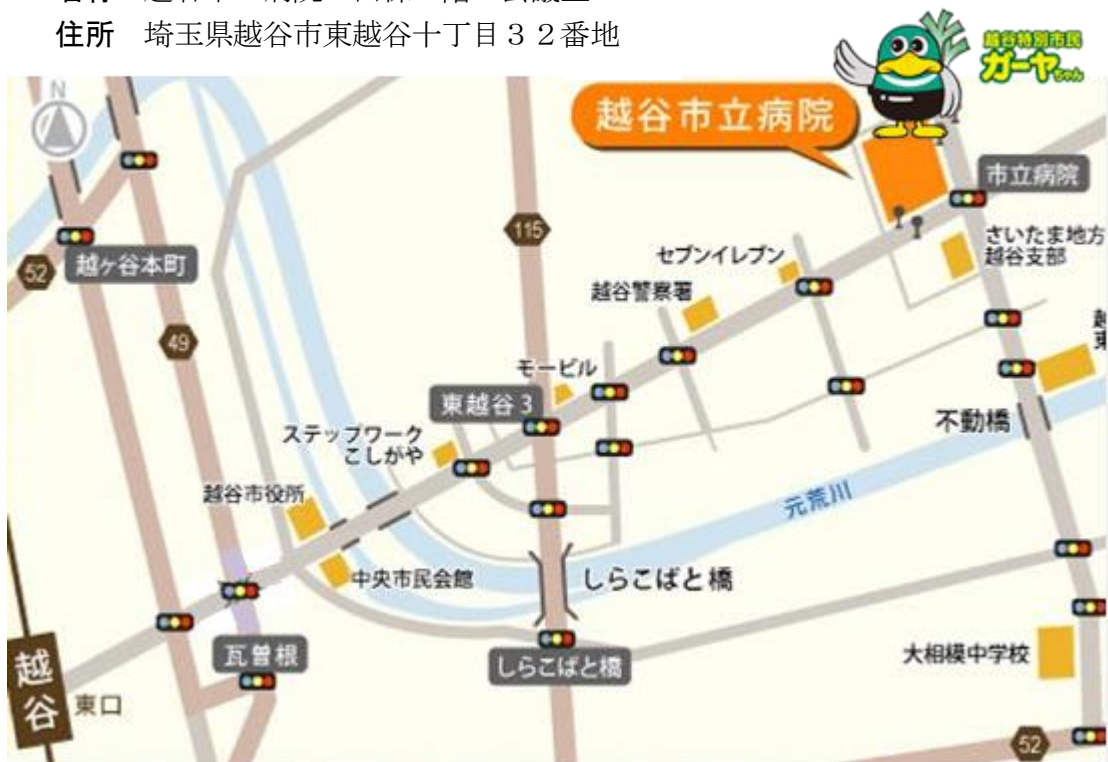 住所　埼玉県越谷市東越谷十丁目３２番地
越谷特別市民
ガーヤちゃん
N
越谷市立病院
市立病院
さいたま地方
越谷支部
115
セブンイレブン
越ヶ谷本町
52
越谷警察署
49
モービル
東越谷3
不動橋
ステップワーク
こしがや
越谷市役所
元荒川
中央市民会館
しらこばと橋
瓦曽根
しらこばと橋
大相模中学校
越谷
東口
52